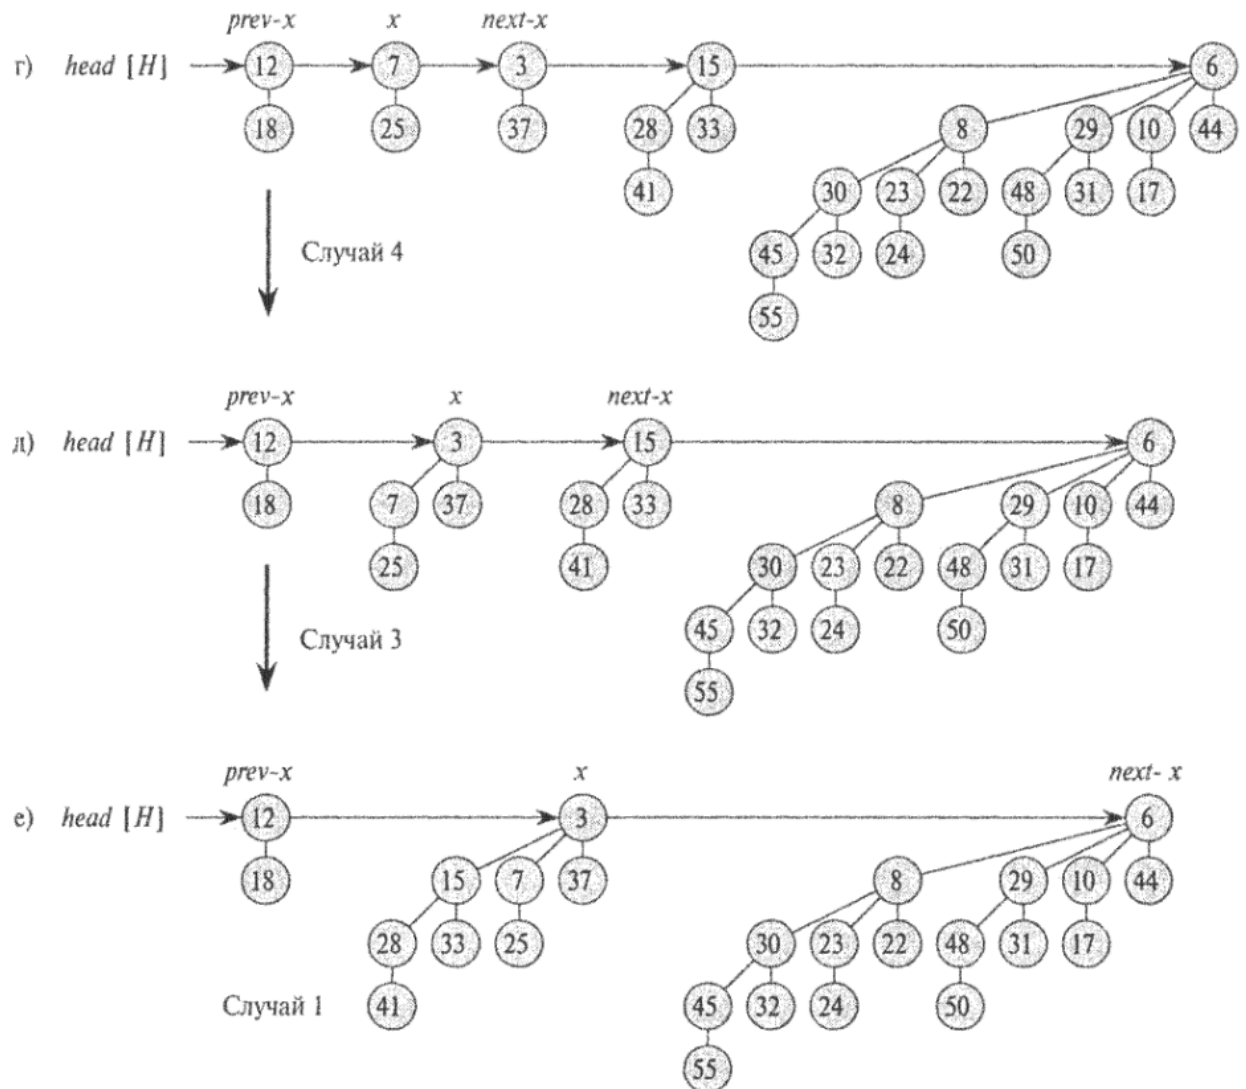 prev-x x next-x
г) head [H] 12 7 3 15 6
18 25 37 28 33 8 29 10 44
41 30 23 22 48 31 17
Случай 4 45 32 24 50
55
prev-x x next-x
д) head [H] 12 3 15 6
18 7 37 28 33 8 29 10 44
25 41 30 23 22 48 31 17
Случай 3 45 32 24 50
55
prev-x x next- x
е) head [H] 12 3 6
18 15 7 37 8 29 10 44
28 33 25 30 23 22 48 31 17
Случай 1 41 45 32 24 50
55